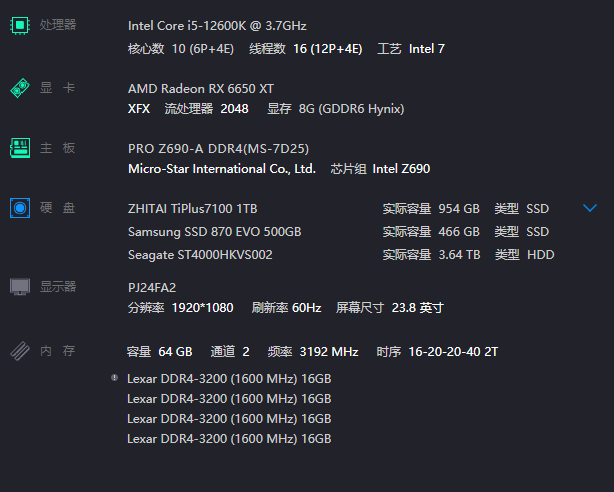 处理器 Intel Core i5-12600K @ 3.7GHz
核心数 10 (6P+4E) 线程数 16 (12P+4E) 工艺 Intel 7
显 卡 AMD Radeon RX 6650 XT
XFX 流处理器 2048 显存 8G (GDDR6 Hynix)
主 板 PRO Z690-A DDR4(MS-7D25)
Micro-Star International Co., Ltd. 芯片组 Intel Z690
硬 盘 ZHITAI TiPlus7100 1TB 实际容量 954 GB 类型 SSD
Samsung SSD 870 EVO 500GB 实际容量 466 GB 类型 SSD
Seagate ST4000HKVS002 实际容量 3.64 TB 类型 HDD
显示器 PJ24FA2
分辨率 1920*1080 刷新率 60Hz 屏幕尺寸 23.8 英寸
内 存 容量 64 GB 通道 2 频率 3192 MHz 时序 16-20-20-40 2T
Lexar DDR4-3200 (1600 MHz) 16GB
Lexar DDR4-3200 (1600 MHz) 16GB
Lexar DDR4-3200 (1600 MHz) 16GB
Lexar DDR4-3200 (1600 MHz) 16GB